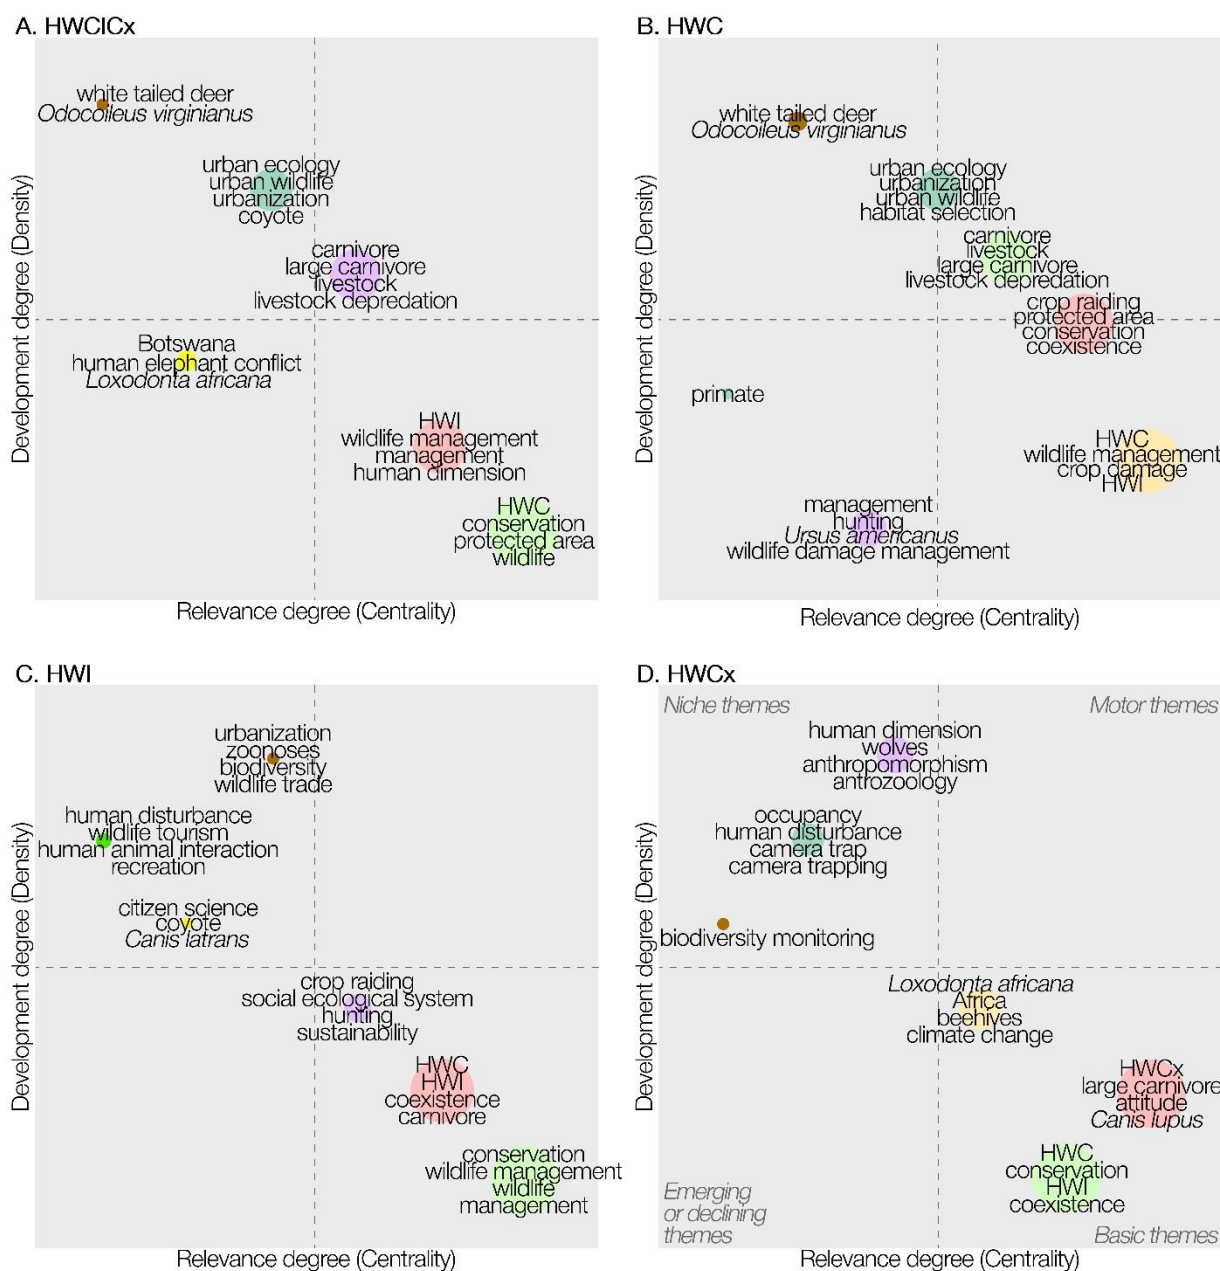 A. HWCICx
white tailed deer
Odocoileus virginianus
urban ecology
urban wildlife
urbanization
coyote
carnivore
large carnivore
livestock
livestock depredation
Botswana
human elephant conflict
Loxodonta africana
HWI
wildlife management
management
human dimension
HWC
conservation
protected area
wildlife
Development degree (Density)
Relevance degree (Centrality)
B. HWC
white tailed deer
Odocoileus virginianus
urban ecology
urbanization
urban wildlife
habitat selection
carnivore
livestock
large carnivore
livestock depredation
crop raiding
protected area
conservation
coexistence
primate
HWC
wildlife management
crop damage
HWI
management
hunting
Ursus americanus
wildlife damage management
Development degree (Density)
Relevance degree (Centrality)
C. HWI
urbanization
zoonoses
biodiversity
wildlife trade
human disturbance
wildlife tourism
human animal interaction
recreation
citizen science
coyote
Canis latrans
crop raiding
social ecological system
hunting
sustainability
HWC
HWI
coexistence
carnivore
conservation
wildlife management
wildlife
management
Development degree (Density)
Relevance degree (Centrality)
D. HWCx
Niche themes
Motor themes
human dimension
wolves
anthropomorphism
antrozoology
occupancy
human disturbance
camera trap
camera trapping
biodiversity monitoring
Loxodonta africana
Africa
beehives
climate change
HWCx
large carnivore
attitude
Canis lupus
HWC
conservation
HWI
coexistence
Emerging
or declining
themes
Basic themes
Development degree (Density)
Relevance degree (Centrality)